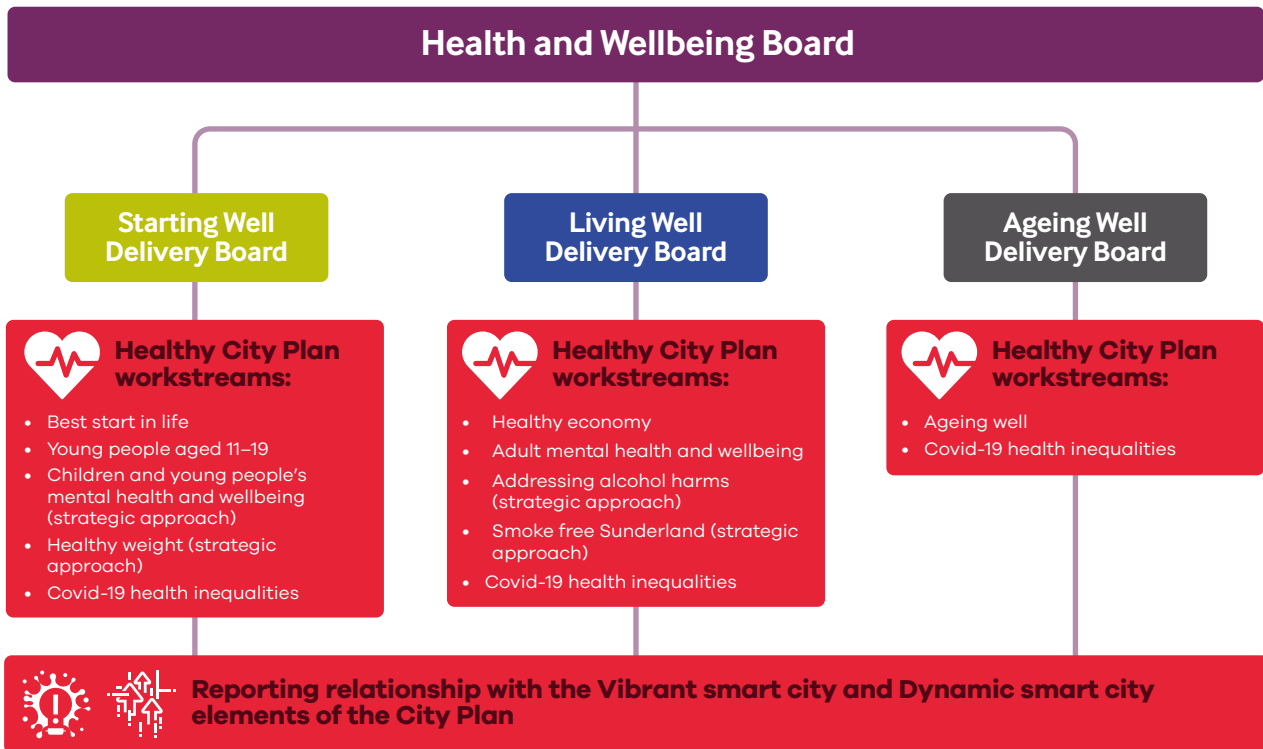 Health and Wellbeing Board
Starting Well
Delivery Board
Living Well
Delivery Board
Ageing Well
Delivery Board
Healthy City Plan
workstreams:
• Best start in life
• Young people aged 11–19
• Children and young people’s
mental health and wellbeing
(strategic approach)
• Healthy weight (strategic
approach)
• Covid-19 health inequalities
Healthy City Plan
workstreams:
• Healthy economy
• Adult mental health and wellbeing
• Addressing alcohol harms
(strategic approach)
• Smoke free Sunderland (strategic
approach)
• Covid-19 health inequalities
Healthy City Plan
workstreams:
• Ageing well
• Covid-19 health inequalities
Reporting relationship with the Vibrant smart city and Dynamic smart city
elements of the City Plan